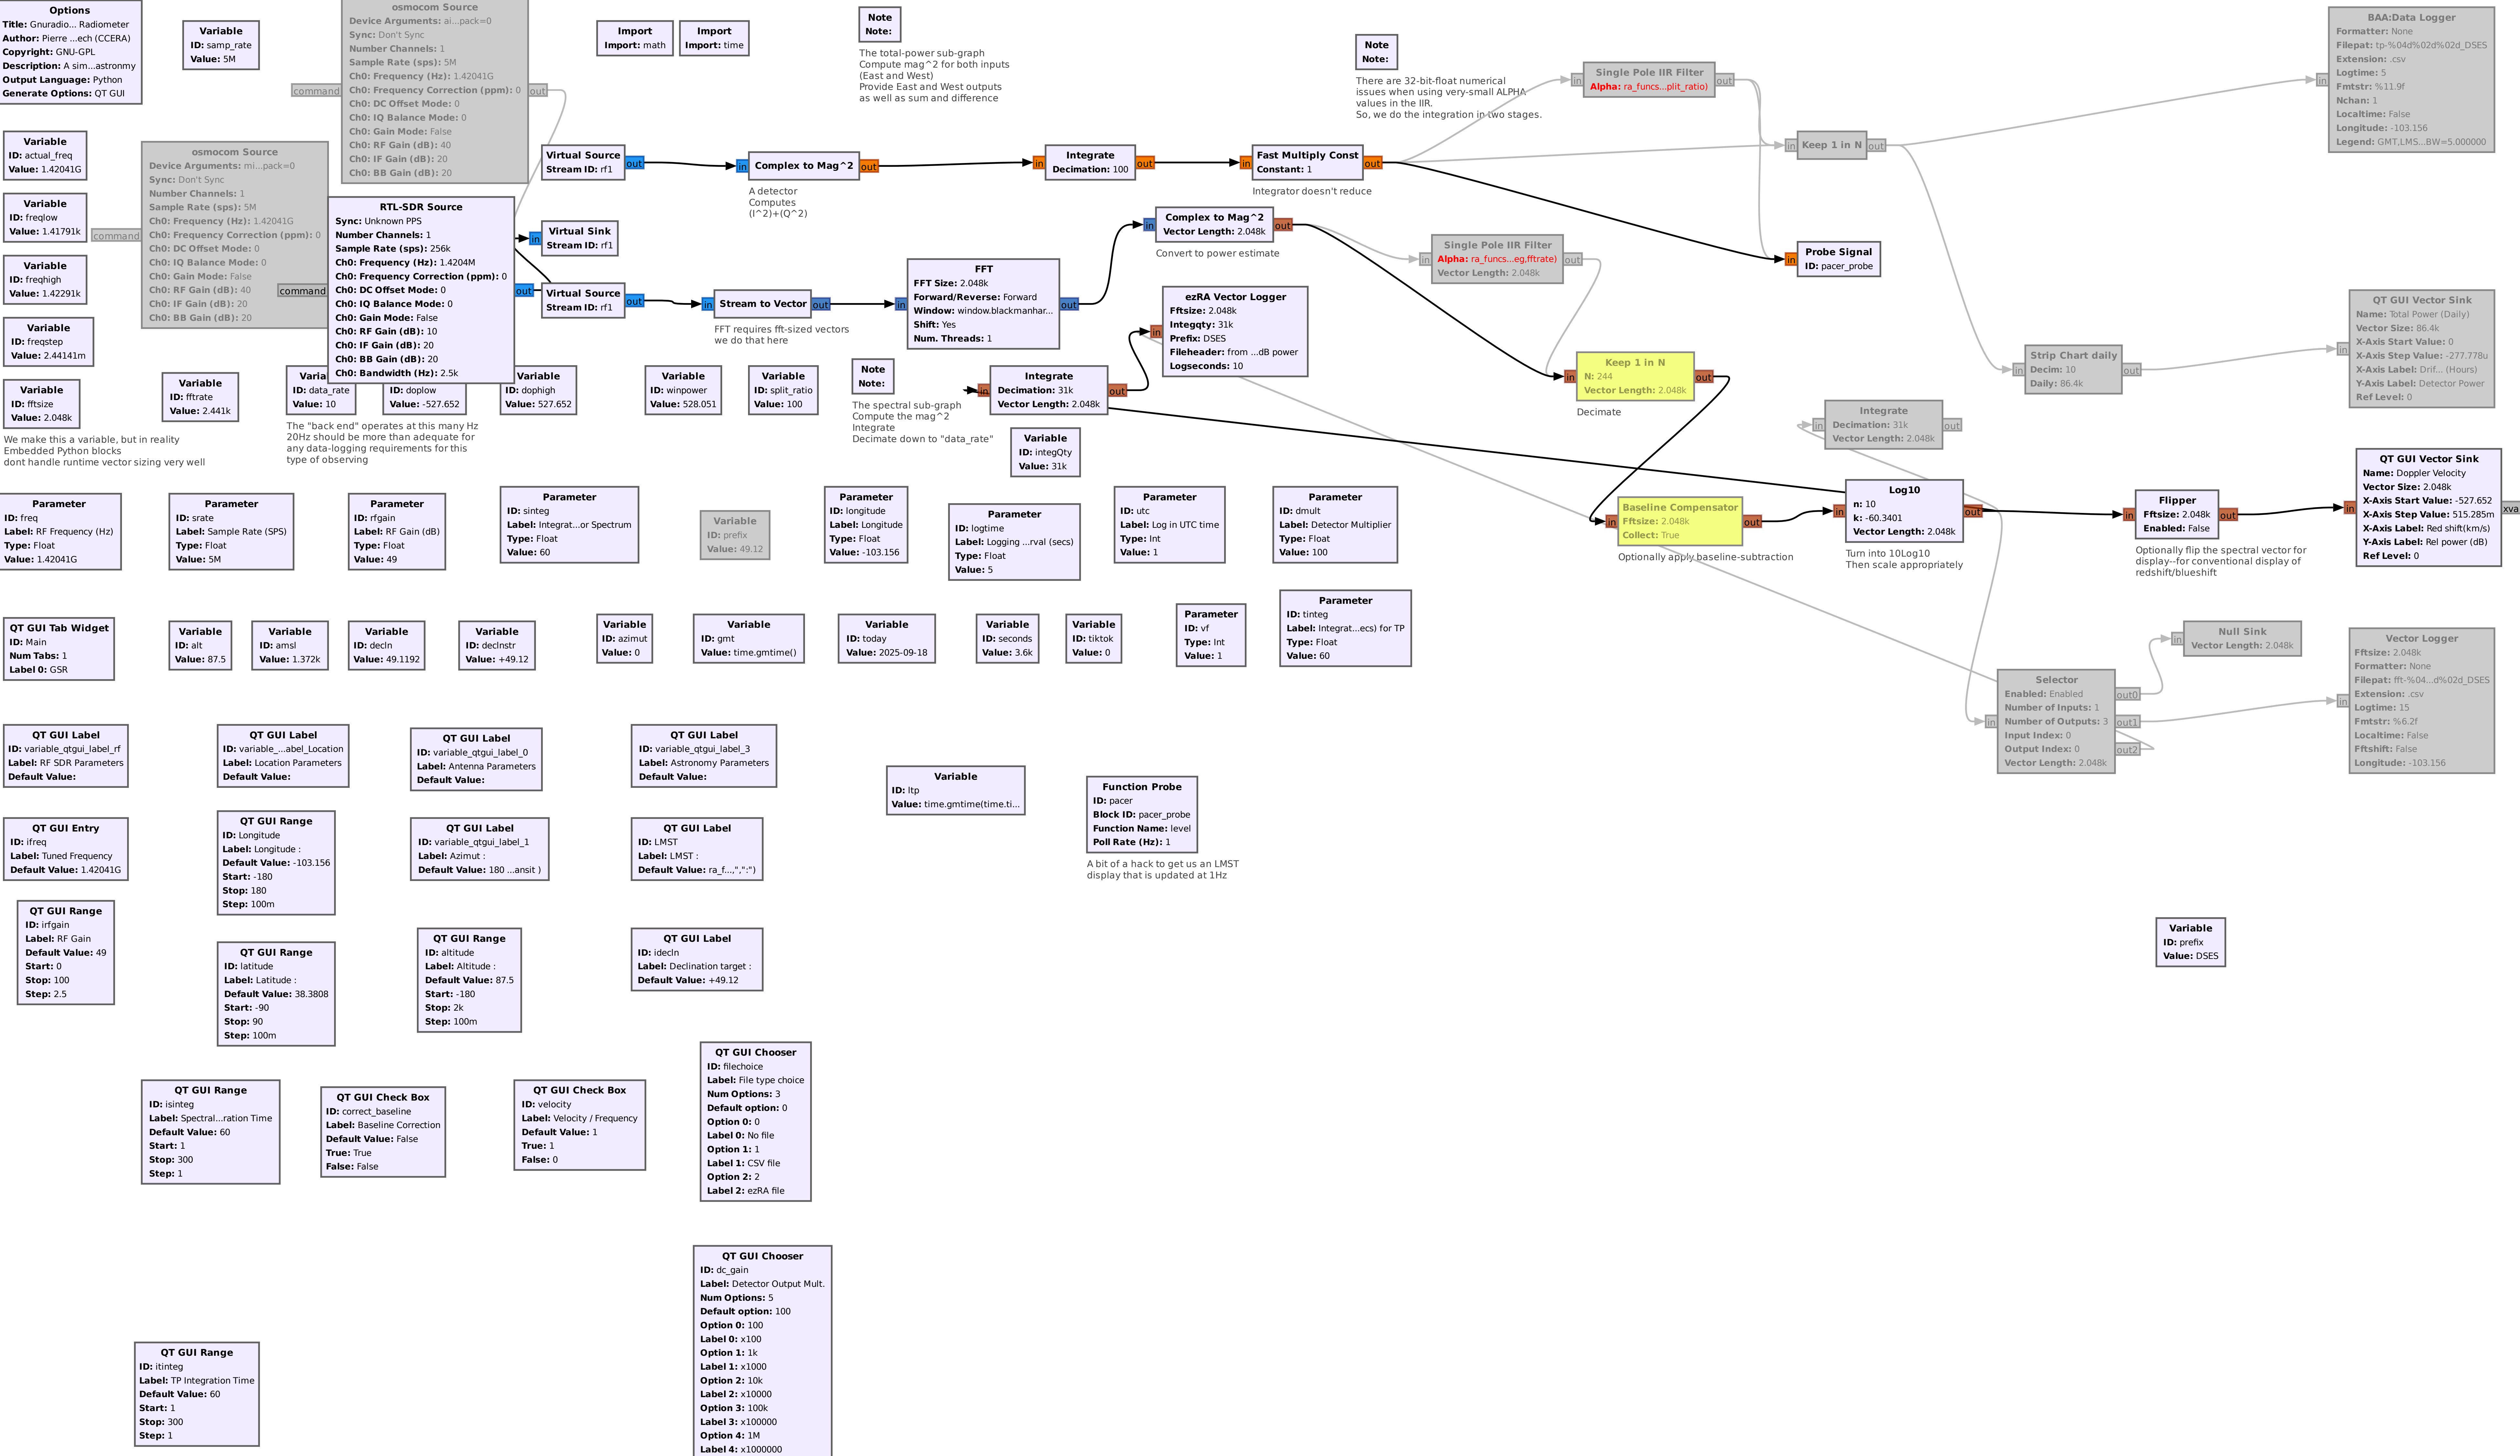 Options
Title: Gnuradio... Radiometer
Author: Pierre ...ech (CCERA)
Copyright: GNU-GPL
Description: A sim...astronmy
Output Language: Python
Generate Options: QT GUI
Variable
ID: samp_rate
Value: 5M
osmocom Source
Device Arguments: ai...pack=0
Sync: Don't Sync
Number Channels: 1
Sample Rate (sps): 5M
Ch0: Frequency (Hz): 1.42041G
Ch0: Frequency Correction (ppm): 0
Ch0: DC Offset Mode: 0
Ch0: IQ Balance Mode: 0
Ch0: Gain Mode: False
Ch0: RF Gain (dB): 40
Ch0: IF Gain (dB): 20
Ch0: BB Gain (dB): 20
command
out
Import
Import: math
Import
Import: time
Note
Note:
The total-power sub-graph
Compute mag^2 for both inputs
(East and West)
Provide East and West outputs
as well as sum and difference
Note
Note:
There are 32-bit-float numerical
issues when using very-small ALPHA
values in the IIR.
So, we do the integration in two stages.
in
Single Pole IIR Filter
Alpha: ra_funcs...plit_ratio)
out
in
BAA:Data Logger
Formatter: None
Filepat: tp-%04d%02d%02d_DSES
Extension: .csv
Logtime: 5
Fmtstr: %11.9f
Nchan: 1
Localtime: False
Longitude: -103.156
Legend: GMT,LMS...BW=5.000000
Variable
ID: actual_freq
Value: 1.42041G
osmocom Source
Device Arguments: mi...pack=0
Sync: Don't Sync
Number Channels: 1
Sample Rate (sps): 5M
Ch0: Frequency (Hz): 1.42041G
Ch0: Frequency Correction (ppm): 0
Ch0: DC Offset Mode: 0
Ch0: IQ Balance Mode: 0
Ch0: Gain Mode: False
Ch0: RF Gain (dB): 40
Ch0: IF Gain (dB): 20
Ch0: BB Gain (dB): 20
command
Virtual Source
Stream ID: rf1
out
in
Complex to Mag^2
out
A detector
Computes
(I^2)+(Q^2)
in
Integrate
Decimation: 100
out
in
Fast Multiply Const
Constant: 1
out
Integrator doesn't reduce
in
Keep 1 in N
out
Variable
ID: freqlow
Value: 1.41791k
RTL-SDR Source
Sync: Unknown PPS
Number Channels: 1
Sample Rate (sps): 256k
Ch0: Frequency (Hz): 1.4204M
Ch0: Frequency Correction (ppm): 0
Ch0: DC Offset Mode: 0
Ch0: IQ Balance Mode: 0
Ch0: Gain Mode: False
Ch0: RF Gain (dB): 10
Ch0: IF Gain (dB): 20
Ch0: BB Gain (dB): 20
Ch0: Bandwidth (Hz): 2.5k
command
out
in
Virtual Sink
Stream ID: rf1
Virtual Source
Stream ID: rf1
out
in
Stream to Vector
out
FFT requires fft-sized vectors
we do that here
in
FFT
FFT Size: 2.048k
Forward/Reverse: Forward
Window: window.blackmanhar...
Shift: Yes
Num. Threads: 1
out
in
Complex to Mag^2
Vector Length: 2.048k
out
Convert to power estimate
in
Single Pole IIR Filter
Alpha: ra_funcs...eg,fftrate)
Vector Length: 2.048k
out
in
Probe Signal
ID: pacer_probe
Variable
ID: freqhigh
Value: 1.42291k
in
ezRA Vector Logger
Fftsize: 2.048k
Integqty: 31k
Prefix: DSES
Fileheader: from ...dB power
Logseconds: 10
in
QT GUI Vector Sink
Name: Total Power (Daily)
Vector Size: 86.4k
X-Axis Start Value: 0
X-Axis Step Value: -277.778u
X-Axis Label: Drif... (Hours)
Y-Axis Label: Detector Power
Ref Level: 0
Variable
ID: freqstep
Value: 2.44141m
in
Strip Chart daily
Decim: 10
Daily: 86.4k
out
in
Keep 1 in N
N: 244
Vector Length: 2.048k
out
Decimate
Variable
ID: fftsize
Value: 2.048k
We make this a variable, but in reality
Embedded Python blocks
dont handle runtime vector sizing very well
Variable
ID: fftrate
Value: 2.441k
ID: data_rate
Value: 10
The "back end" operates at this many Hz
20Hz should be more than adequate for
any data-logging requirements for this
type of observing
ID: doplow
Value: -527.652
Variable
ID: dophigh
Value: 527.652
Variable
ID: winpower
Value: 528.051
Variable
ID: split_ratio
Value: 100
Note
Note:
The spectral sub-graph
Compute the mag^2
Integrate
Decimate down to "data_rate"
in
Integrate
Decimation: 31k
Vector Length: 2.048k
out
Variable
ID: integQty
Value: 31k
in
Integrate
Decimation: 31k
Vector Length: 2.048k
out
Parameter
ID: freq
Label: RF Frequency (Hz)
Type: Float
Value: 1.42041G
Parameter
ID: srate
Label: Sample Rate (SPS)
Type: Float
Value: 5M
Parameter
ID: rfgain
Label: RF Gain (dB)
Type: Float
Value: 49
Parameter
ID: sinteg
Label: Integrat...or Spectrum
Type: Float
Value: 60
Variable
ID: prefix
Value: 49.12
Parameter
ID: longitude
Label: Longitude
Type: Float
Value: -103.156
Parameter
ID: logtime
Label: Logging ...rval (secs)
Type: Float
Value: 5
Parameter
ID: utc
Label: Log in UTC time
Type: Int
Value: 1
Parameter
ID: dmult
Label: Detector Multiplier
Type: Float
Value: 100
in
Baseline Compensator
Fftsize: 2.048k
Collect: True
out
Optionally apply baseline-subtraction
in
Log10
n: 10
k: -60.3401
Vector Length: 2.048k
out
Turn into 10Log10
Then scale appropriately
in
Flipper
Fftsize: 2.048k
Enabled: False
out
Optionally flip the spectral vector for
display--for conventional display of
redshift/blueshift
in
QT GUI Vector Sink
Name: Doppler Velocity
Vector Size: 2.048k
X-Axis Start Value: -527.652
X-Axis Step Value: 515.285m
X-Axis Label: Red shift(km/s)
Y-Axis Label: Rel power (dB)
Ref Level: 0
xva
QT GUI Tab Widget
ID: Main
Num Tabs: 1
Label 0: GSR
Variable
ID: alt
Value: 87.5
Variable
ID: amsl
Value: 1.372k
Variable
ID: decln
Value: 49.1192
Variable
ID: declnstr
Value: +49.12
Variable
ID: azimut
Value: 0
Variable
ID: gmt
Value: time.gmtime()
Variable
ID: today
Value: 2025-09-18
Variable
ID: seconds
Value: 3.6k
Variable
ID: tiktok
Value: 0
Parameter
ID: vf
Type: Int
Value: 1
Parameter
ID: tinteg
Label: Integrat...ecs) for TP
Type: Float
Value: 60
in
Null Sink
Vector Length: 2.048k
in
Selector
Enabled: Enabled
Number of Inputs: 1
Number of Outputs: 3
Input Index: 0
Output Index: 0
Vector Length: 2.048k
out0
out1
out2
in
Vector Logger
Fftsize: 2.048k
Formatter: None
Filepat: fft-%04...d%02d_DSES
Extension: .csv
Logtime: 15
Fmtstr: %6.2f
Localtime: False
Fftshift: False
Longitude: -103.156
QT GUI Label
ID: variable_qtgui_label_rf
Label: RF SDR Parameters
Default Value:
QT GUI Label
ID: variable_...abel_Location
Label: Location Parameters
Default Value:
QT GUI Label
ID: variable_qtgui_label_0
Label: Antenna Parameters
Default Value:
QT GUI Label
ID: variable_qtgui_label_3
Label: Astronomy Parameters
Default Value:
Variable
ID: ltp
Value: time.gmtime(time.ti...
Function Probe
ID: pacer
Block ID: pacer_probe
Function Name: level
Poll Rate (Hz): 1
A bit of a hack to get us an LMST
display that is updated at 1Hz
QT GUI Entry
ID: ifreq
Label: Tuned Frequency
Default Value: 1.42041G
QT GUI Range
ID: Longitude
Label: Longitude :
Default Value: -103.156
Start: -180
Stop: 180
Step: 100m
QT GUI Label
ID: variable_qtgui_label_1
Label: Azimut :
Default Value: 180 ...ansit )
QT GUI Label
ID: LMST
Label: LMST :
Default Value: ra_f...,",":")
QT GUI Range
ID: irfgain
Label: RF Gain
Default Value: 49
Start: 0
Stop: 100
Step: 2.5
QT GUI Range
ID: latitude
Label: Latitude :
Default Value: 38.3808
Start: -90
Stop: 90
Step: 100m
QT GUI Range
ID: altitude
Label: Altitude :
Default Value: 87.5
Start: -180
Stop: 2k
Step: 100m
QT GUI Label
ID: idecln
Label: Declination target :
Default Value: +49.12
Variable
ID: prefix
Value: DSES
QT GUI Range
ID: isinteg
Label: Spectral...ration Time
Default Value: 60
Start: 1
Stop: 300
Step: 1
QT GUI Check Box
ID: correct_baseline
Label: Baseline Correction
Default Value: False
True: True
False: False
QT GUI Check Box
ID: velocity
Label: Velocity / Frequency
Default Value: 1
True: 1
False: 0
QT GUI Chooser
ID: filechoice
Label: File type choice
Num Options: 3
Default option: 0
Option 0: 0
Label 0: No file
Option 1: 1
Label 1: CSV file
Option 2: 2
Label 2: ezRA file
QT GUI Chooser
ID: dc_gain
Label: Detector Output Mult.
Num Options: 5
Default option: 100
Option 0: 100
Label 0: x100
Option 1: 1k
Label 1: x1000
Option 2: 10k
Label 2: x10000
Option 3: 100k
Label 3: x100000
Option 4: 1M
Label 4: x1000000
QT GUI Range
ID: itinteg
Label: TP Integration Time
Default Value: 60
Start: 1
Stop: 300
Step: 1